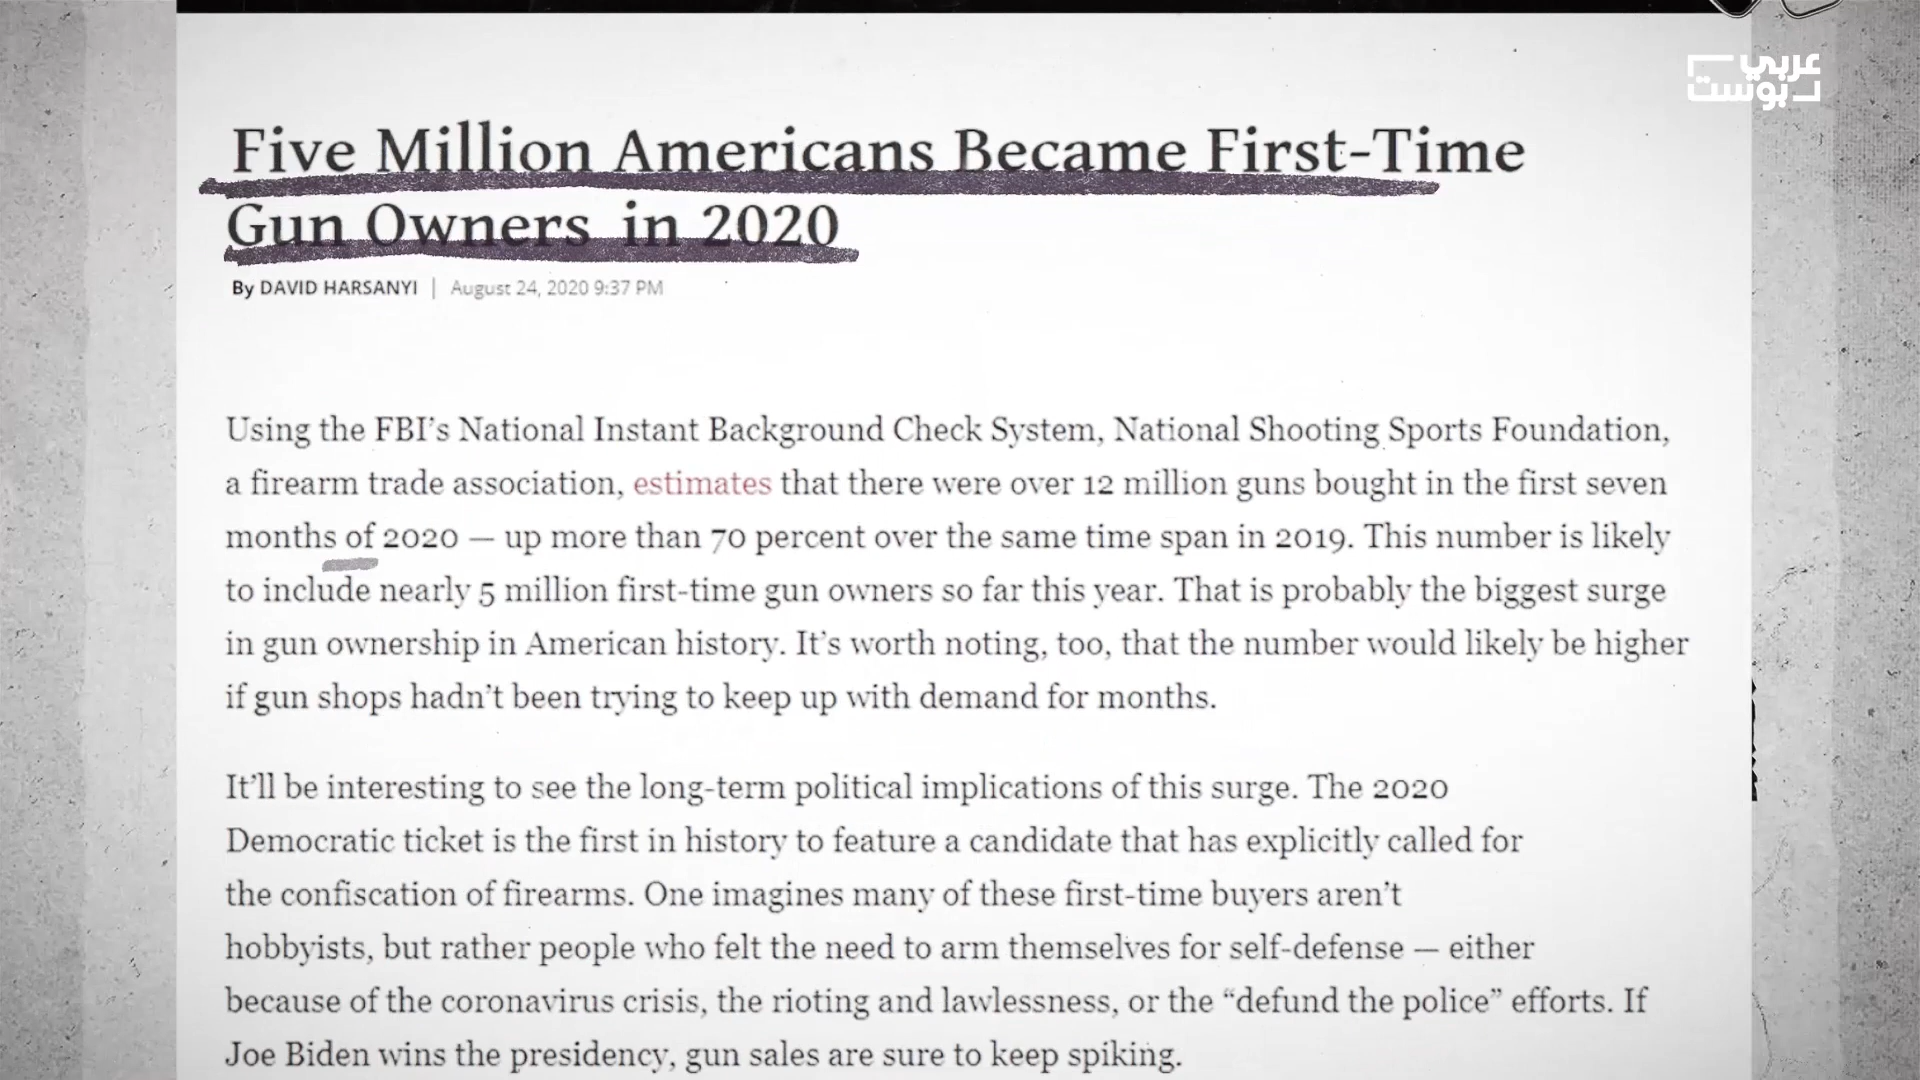 عربي
بوست
Five Million Americans Became First-Time
Gun Owners in 2020
By DAVID HARSANYI | August 24, 2020 9:37 PM
Using the FBI’s National Instant Background Check System, National Shooting Sports Foundation,
a firearm trade association, estimates that there were over 12 million guns bought in the first seven
months of 2020 — up more than 70 percent over the same time span in 2019. This number is likely
to include nearly 5 million first-time gun owners so far this year. That is probably the biggest surge
in gun ownership in American history. It’s worth noting, too, that the number would likely be higher
if gun shops hadn’t been trying to keep up with demand for months.
It’ll be interesting to see the long-term political implications of this surge. The 2020
Democratic ticket is the first in history to feature a candidate that has explicitly called for
the confiscation of firearms. One imagines many of these first-time buyers aren’t
hobbyists, but rather people who felt the need to arm themselves for self-defense — either
because of the coronavirus crisis, the rioting and lawlessness, or the “defund the police” efforts. If
Joe Biden wins the presidency, gun sales are sure to keep spiking.